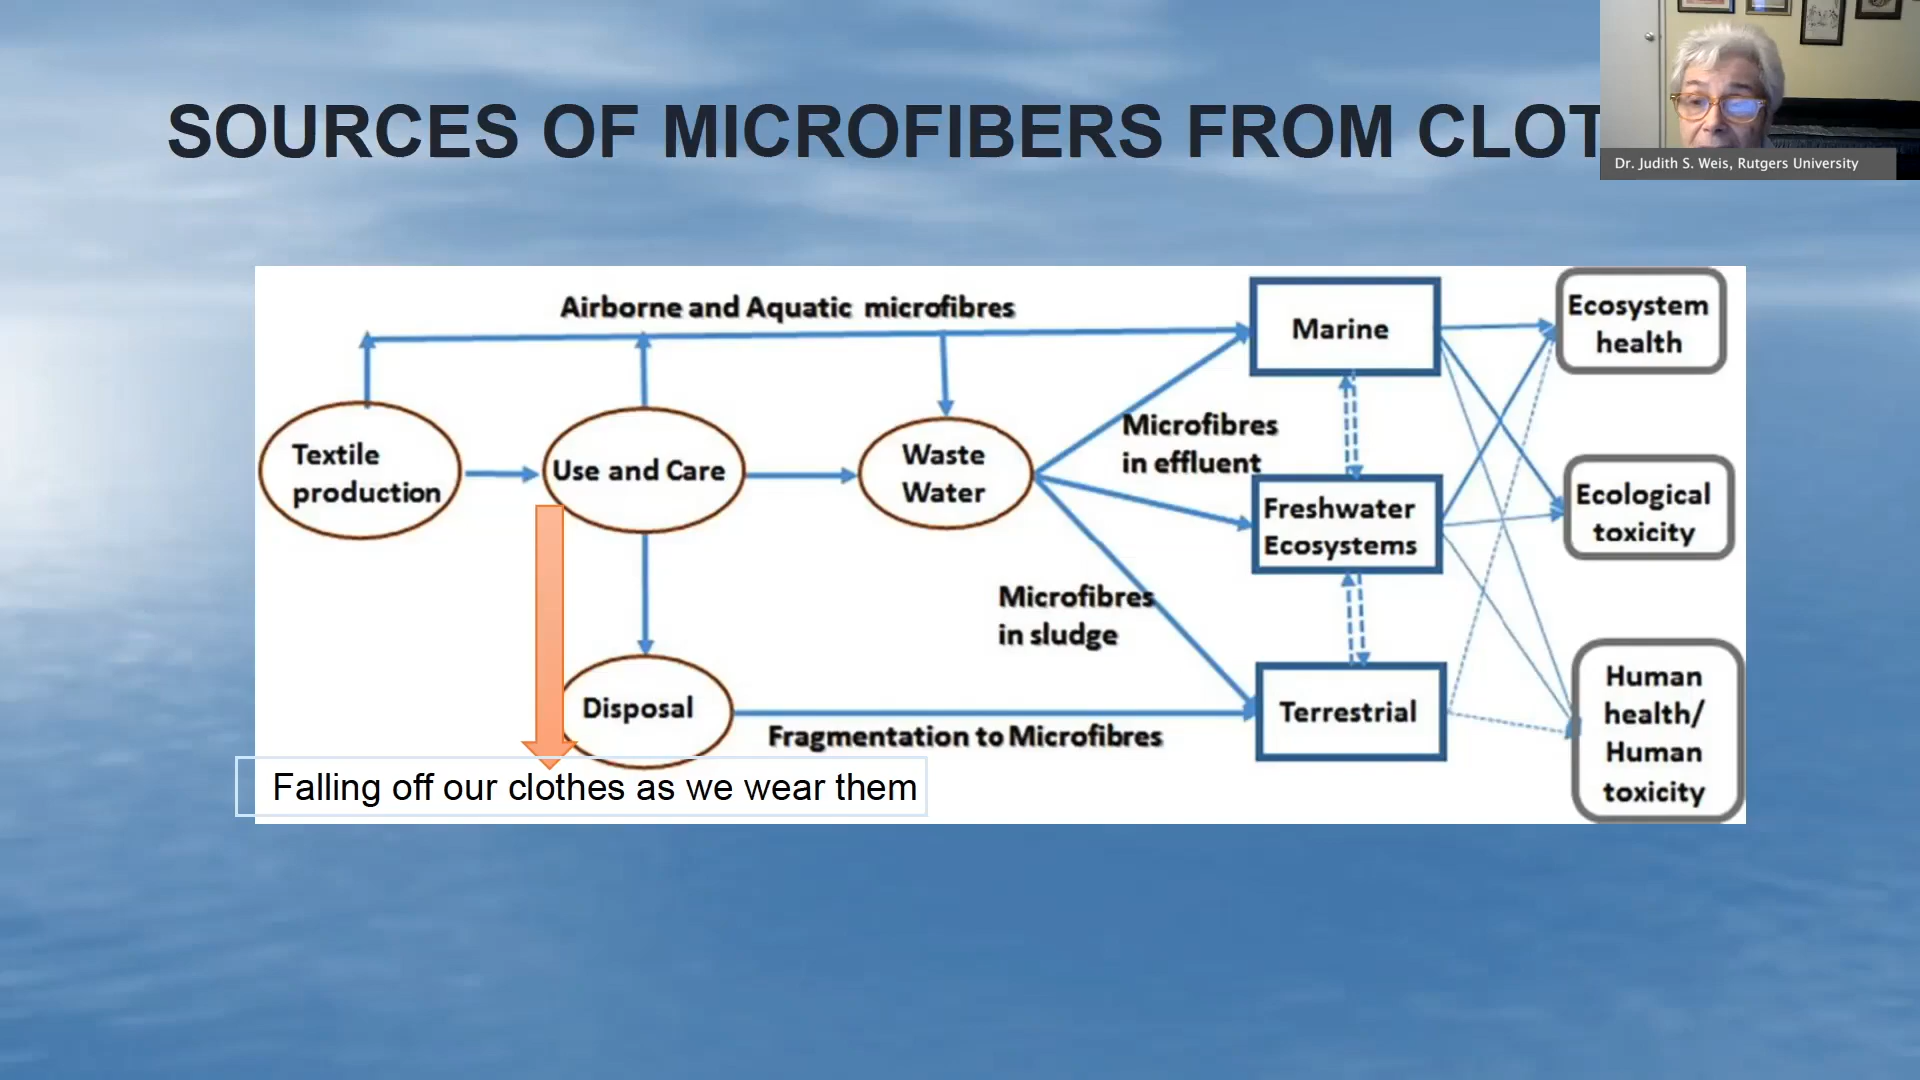 SOURCES OF MICROFIBERS FROM CLOT
Dr. Judith S. Weis, Rutgers University
Airborne and Aquatic microfibres
Marine
Ecosystem
health
Textile
production
Use and Care
Waste
Water
Microfibres
in effluent
Freshwater
Ecosystems
Ecological
toxicity
Microfibres
in sludge
Disposal
Fragmentation to Microfibres
Terrestrial
Human
health/
Human
toxicity
Falling off our clothes as we wear them